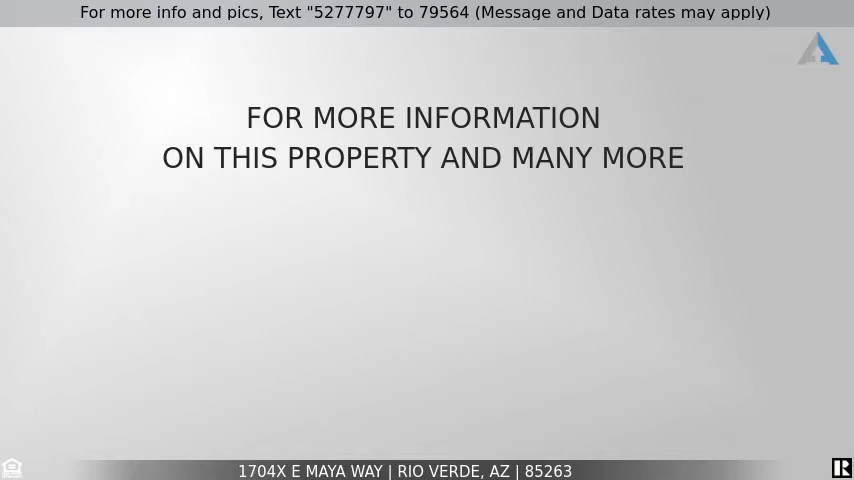 For more info and pics, Text "5277797" to 79564 (Message and Data rates may apply)
FOR MORE INFORMATION
ON THIS PROPERTY AND MANY MORE
1704X E MAYA WAY | RIO VERDE, AZ | 85263